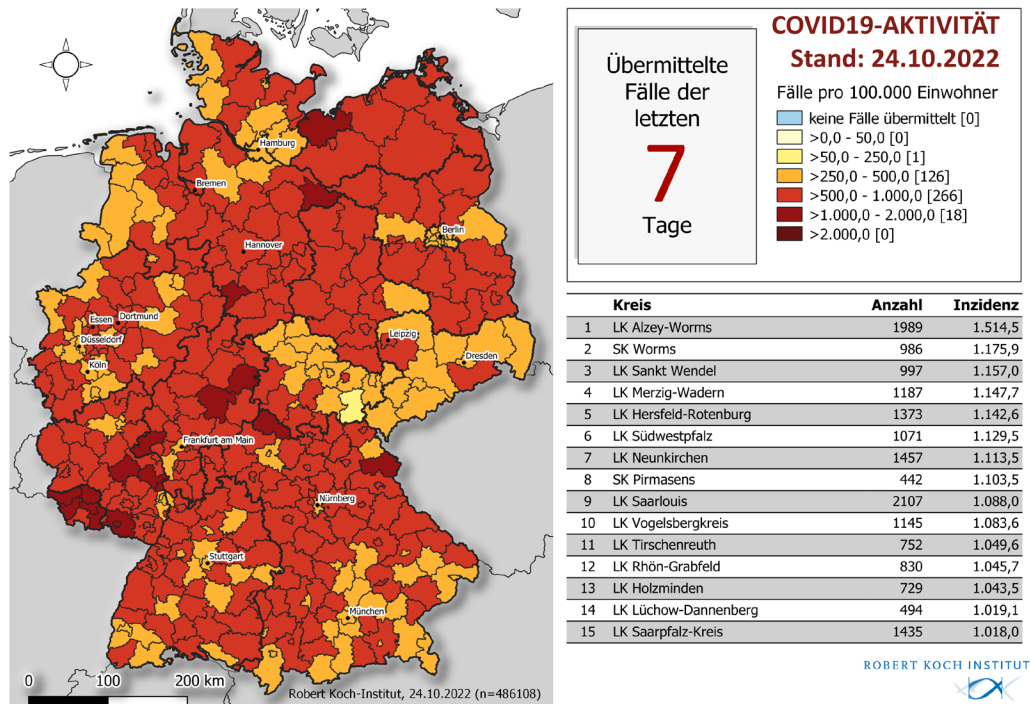 COVID19-AKTIVITÄT
Stand: 24.10.2022
Übermittelte
Fälle der
letzten
7
Tage
Fälle pro 100.000 Einwohner
keine Fälle übermittelt [0]
>0,0 - 50,0 [0]
>50,0 - 250,0 [1]
>250,0 - 500,0 [126]
>500,0 - 1.000,0 [266]
>1.000,0 - 2.000,0 [18]
>2.000,0 [0]
Hamburg
Bremen
Berlin
Hannover
Essen
Dortmund
Düsseldorf
Leipzig
Köln
Dresden
Frankfurt am Main
Nürnberg
Stuttgart
München
0 100 200 km
Robert Koch-Institut, 24.10.2022 (n=486108)
Kreis Anzahl Inzidenz
1 LK Alzey-Worms 1989 1.514,5
2 SK Worms 986 1.175,9
3 LK Sankt Wendel 997 1.157,0
4 LK Merzig-Wadern 1187 1.147,7
5 LK Hersfeld-Rotenburg 1373 1.142,6
6 LK Südwestpfalz 1071 1.129,5
7 LK Neunkirchen 1457 1.113,5
8 SK Pirmasens 442 1.103,5
9 LK Saarlouis 2107 1.088,0
10 LK Vogelsbergkreis 1145 1.083,6
11 LK Tirschenreuth 752 1.049,6
12 LK Rhön-Grabfeld 830 1.045,7
13 LK Holzminden 729 1.043,5
14 LK Lüchow-Dannenberg 494 1.019,1
15 LK Saarpfalz-Kreis 1435 1.018,0
ROBERT KOCH INSTITUT